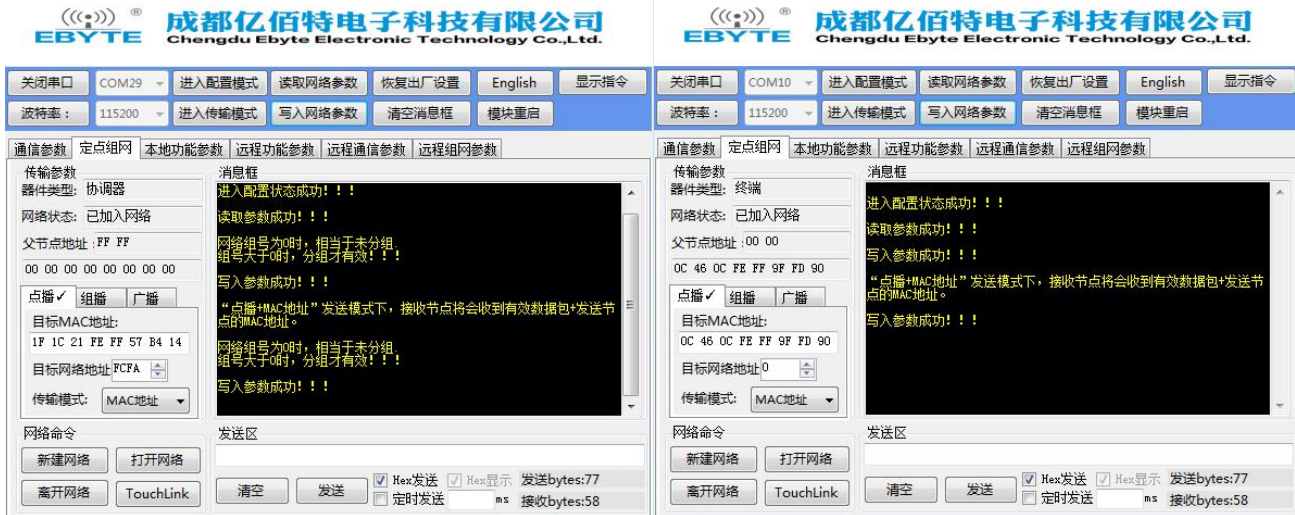 EBYTE ® 成都亿佰特电子科技有限公司
Chengdu Ebyte Electronic Technology Co.,Ltd.
关闭串口 COM29 进入配置模式 读取网络参数 恢复出厂设置 English 显示指令
波特率： 115200 进入传输模式 写入网络参数 清空消息框 模块重启
通信参数 定点组网 本地功能参数 远程功能参数 远程通信参数 远程组网参数
传输参数
器件类型: 协调器
网络状态: 已加入网络
父节点地址:FF FF
00 00 00 00 00 00 00 00
点播✓ 组播 广播
目标MAC地址:
1F 1C 21 FE FF 57 B4 14
目标网络地址 FCFA
传输模式: MAC地址
消息框
进入配置状态成功！！！
读取参数成功！！！
网络组号为0时，相当于未分组.
组号大于0时，分组才有效！！！
写入参数成功！！！
“点播+MAC地址”发送模式下，接收节点将会收到有效数据包+发送节
点的MAC地址。
网络组号为0时，相当于未分组.
组号大于0时，分组才有效！！！
写入参数成功！！！
网络命令
新建网络 打开网络
离开网络 TouchLink
发送区
清空 发送
Hex发送 Hex显示 发送bytes:77
定时发送 ms 接收bytes:58
EBYTE ® 成都亿佰特电子科技有限公司
Chengdu Ebyte Electronic Technology Co.,Ltd.
关闭串口 COM10 进入配置模式 读取网络参数 恢复出厂设置 English 显示指令
波特率： 115200 进入传输模式 写入网络参数 清空消息框 模块重启
通信参数 定点组网 本地功能参数 远程功能参数 远程通信参数 远程组网参数
传输参数
器件类型: 终端
网络状态: 已加入网络
父节点地址:00 00
0C 46 0C FE FF 9F FD 90
点播✓ 组播 广播
目标MAC地址:
0C 46 0C FE FF 9F FD 90
目标网络地址 0
传输模式: MAC地址
消息框
进入配置状态成功！！！
读取参数成功！！！
写入参数成功！！！
“点播+MAC地址”发送模式下，接收节点将会收到有效数据包+发送节
点的MAC地址。
写入参数成功！！！
网络命令
新建网络 打开网络
离开网络 TouchLink
发送区
清空 发送
Hex发送 Hex显示 发送bytes:77
定时发送 ms 接收bytes:58